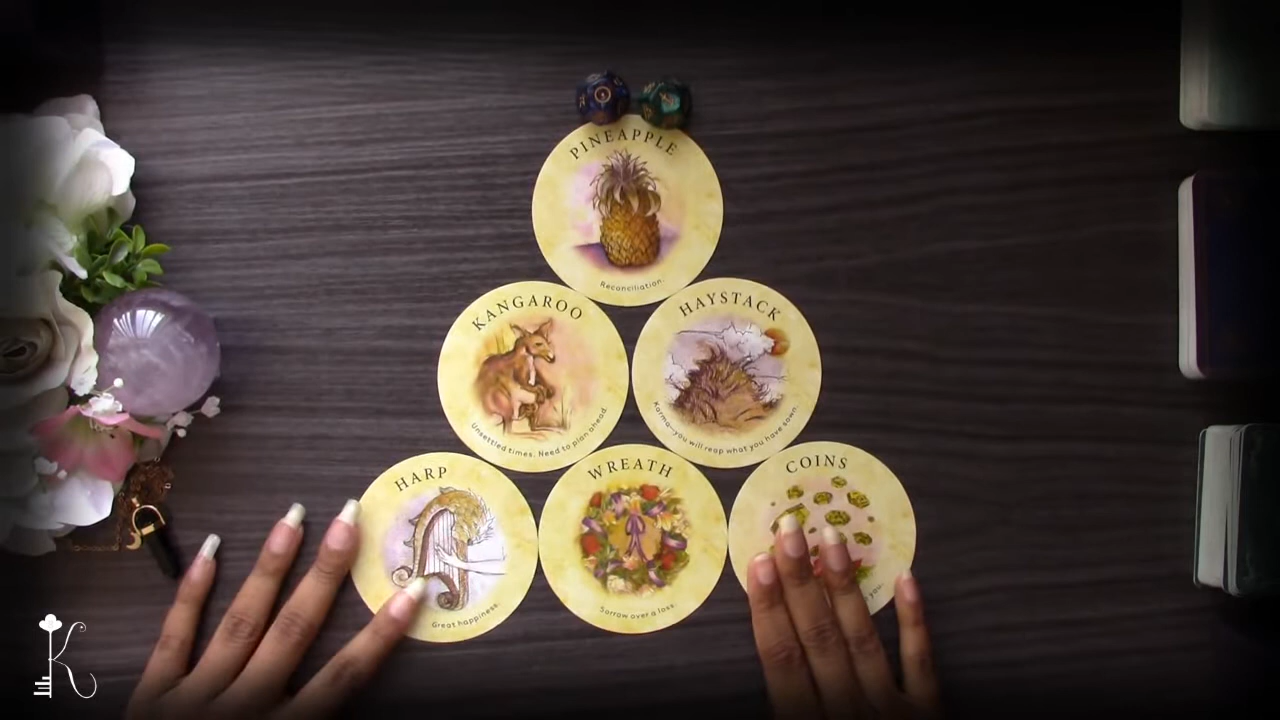 PINEAPPLE
Reconciliation.
KANGAROO
Unsettled times. Need to plan ahead.
HAYSTACK
Karma—you will reap what you have sown.
HARP
Great happiness.
WREATH
Sorrow over a loss.
COINS
you.
K